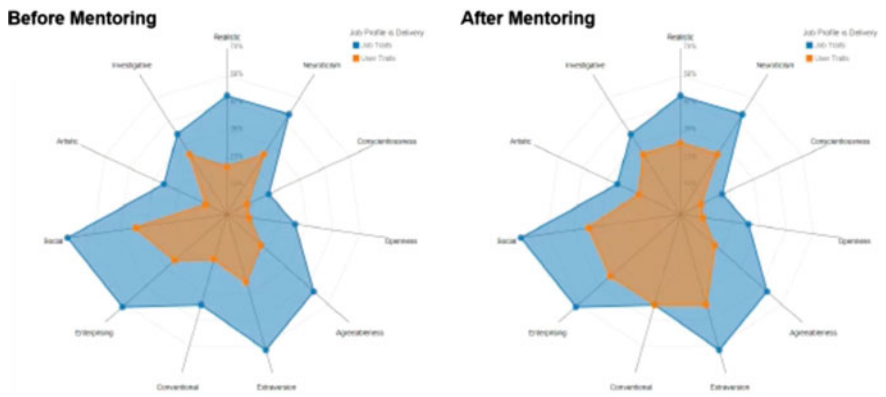 Before Mentoring
After Mentoring
Job Profile is Delivery
Job Traits
User Traits
Realistic
Neuroticism
Conscientiousness
Openness
Agreeableness
Extraversion
Conventional
Enterprising
Social
Artistic
Investigative
Job Profile is Delivery
Job Traits
User Traits
Realistic
Neuroticism
Conscientiousness
Openness
Agreeableness
Extraversion
Conventional
Enterprising
Social
Artistic
Investigative